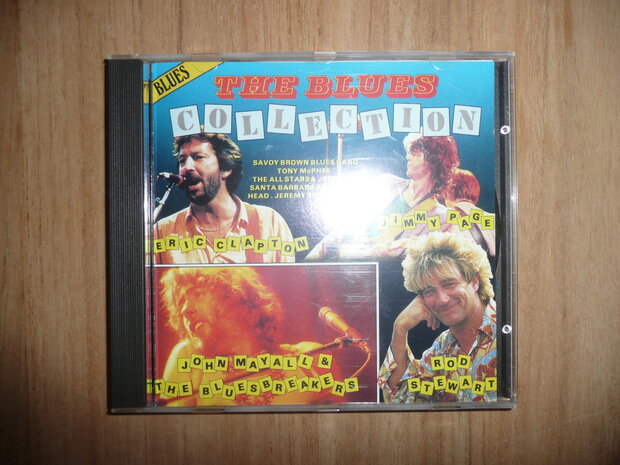 BLUES
THE BLUES
COLLECTION
SAVOY BROWN BLUES BAND
TONY McPHEE
THE ALL STARS &
SANTA BARBARA
HEAD . JEREMY
ERIC CLAPTON
JIMMY PAGE
JOHN MAYALL &
THE BLUESBREAKERS
ROD
STEWART